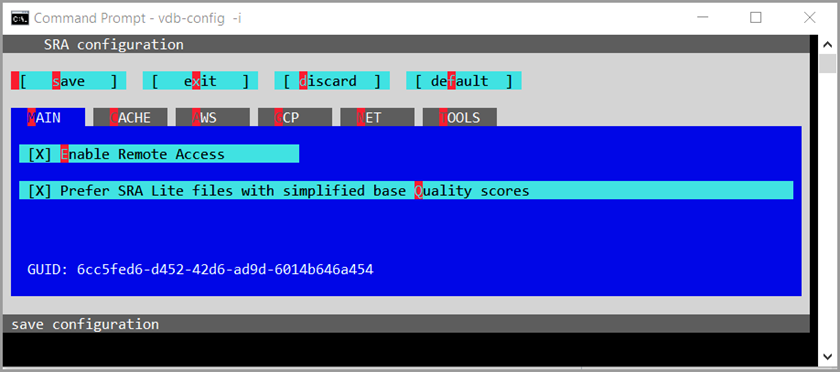 Command Prompt - vdb-config -i
SRA configuration
[ save ] [ exit ] [ discard ] [ default ]
MAIN CACHE AWS GCP NET TOOLS
[X] Enable Remote Access
[X] Prefer SRA Lite files with simplified base Quality scores
GUID: 6cc5fed6-d452-42d6-ad9d-6014b646a454
save configuration